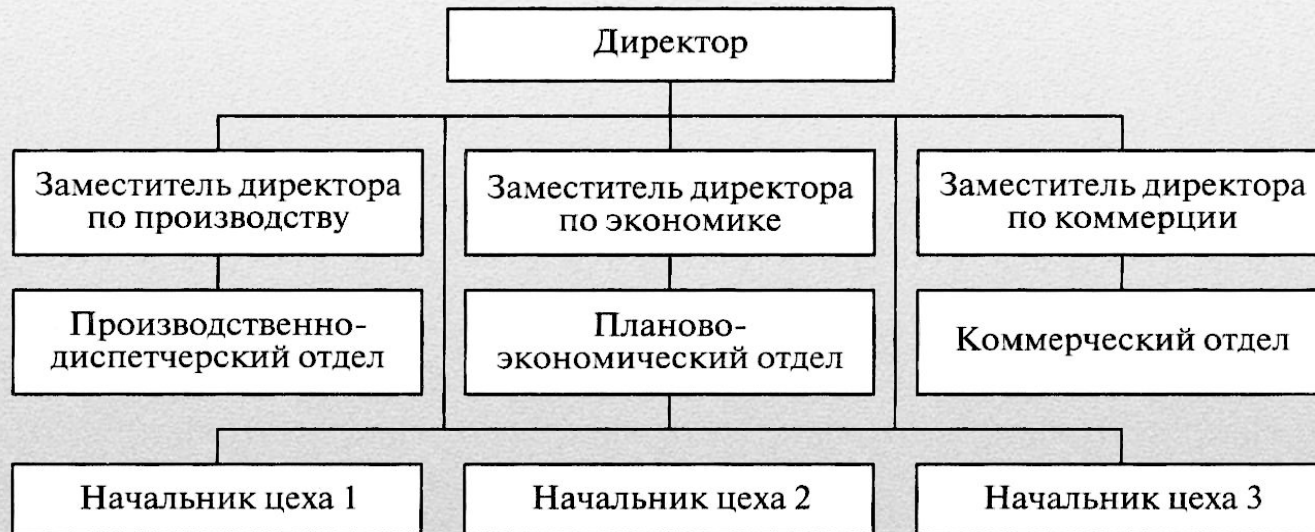 Директор
Заместитель директора
по производству
Заместитель директора
по экономике
Заместитель директора
по коммерции
Производственно-
диспетчерский отдел
Планово-
экономический отдел
Коммерческий отдел
Начальник цеха 1
Начальник цеха 2
Начальник цеха 3